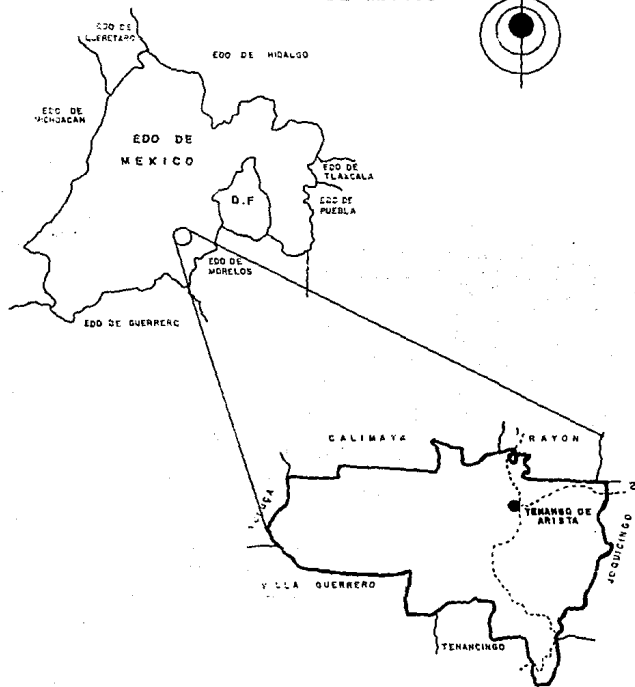 EDO DE
QUERETARO
EDO DE HIDALGO
EDO DE
MICHOACAN
EDO DE
MEXICO
EDO DE
TLAXCALA
D.F
EDO DE
PUEBLA
EDO DE
MORELOS
EDO DE GUERRERO
CALIMAYA
RAYON
TENANGO DE
ARISTA
JOQUICINGO
VILLA GUERRERO
TENANCINGO